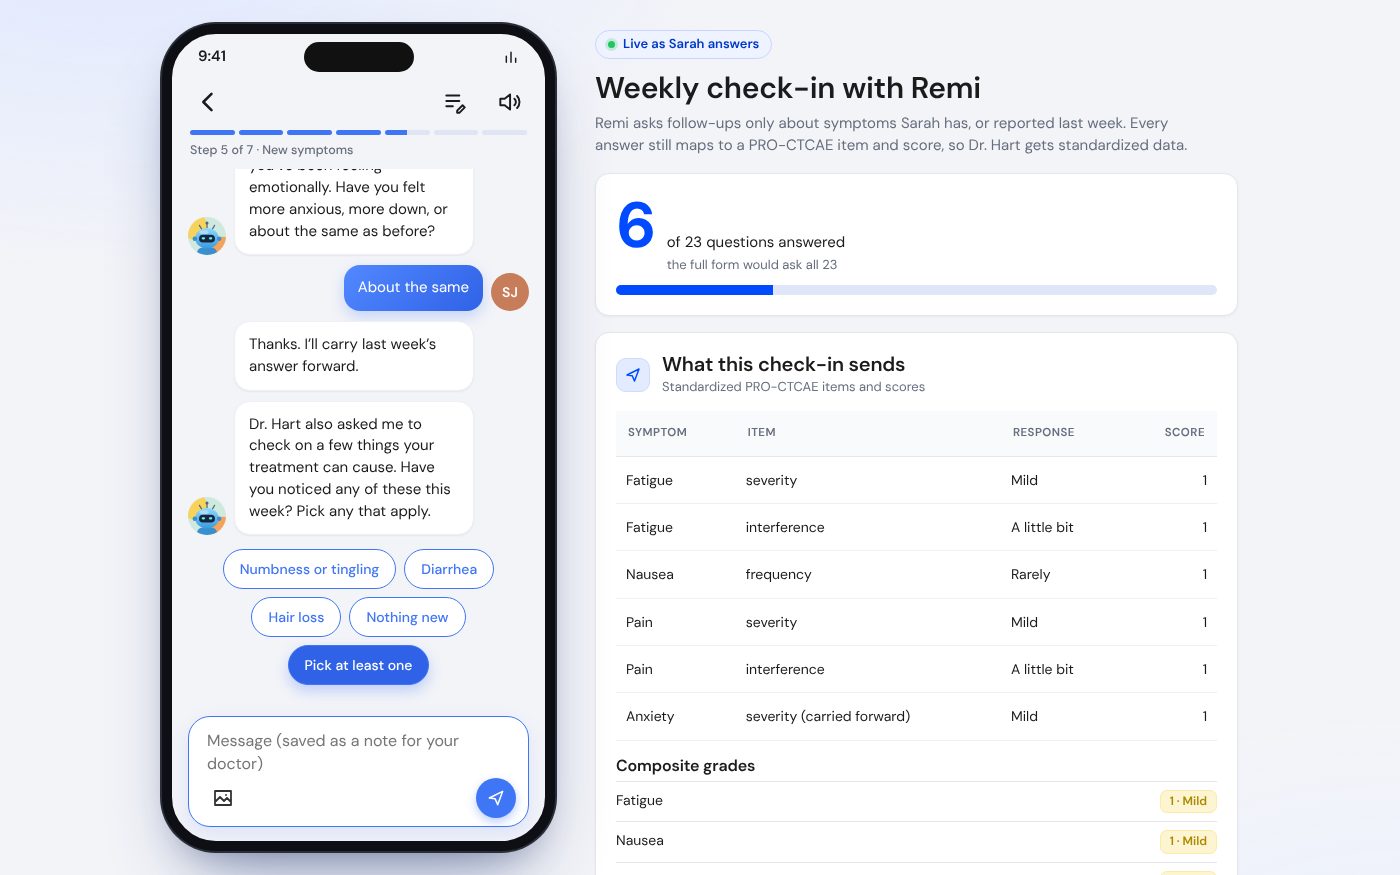 9:41
Step 5 of 7 · New symptoms
you've been feeling
emotionally. Have you felt
more anxious, more down, or
about the same as before?
About the same
SJ
Thanks. I'll carry last week's
answer forward.
Dr. Hart also asked me to
check on a few things your
treatment can cause. Have
you noticed any of these this
week? Pick any that apply.
Numbness or tingling
Diarrhea
Hair loss
Nothing new
Pick at least one
Message (saved as a note for your
doctor)
Live as Sarah answers
Weekly check-in with Remi
Remi asks follow-ups only about symptoms Sarah has, or reported last week. Every
answer still maps to a PRO-CTCAE item and score, so Dr. Hart gets standardized data.
6 of 23 questions answered
the full form would ask all 23
What this check-in sends
Standardized PRO-CTCAE items and scores
SYMPTOM ITEM RESPONSE SCORE
Fatigue severity Mild 1
Fatigue interference A little bit 1
Nausea frequency Rarely 1
Pain severity Mild 1
Pain interference A little bit 1
Anxiety severity (carried forward) Mild 1
Composite grades
Fatigue 1 · Mild
Nausea 1 · Mild